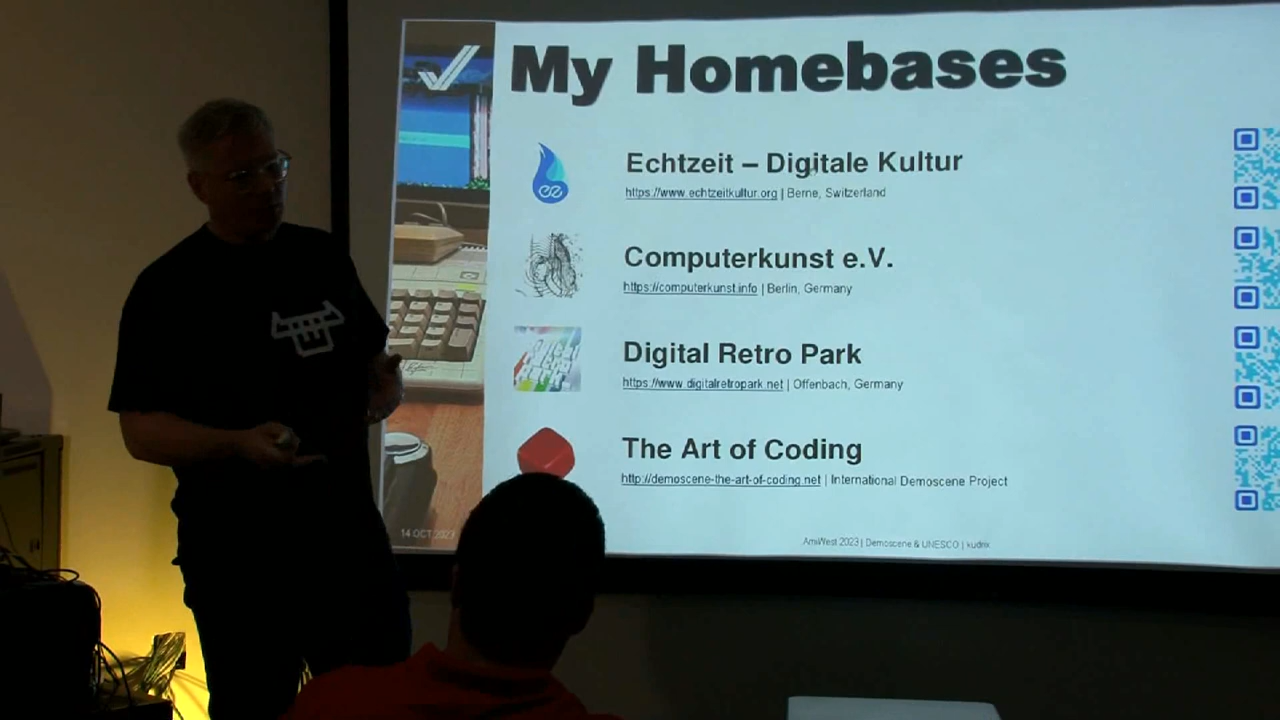 My Homebases
Echtzeit – Digitale Kultur
https://www.echtzeitkultur.org | Berne, Switzerland
Computerkunst e.V.
https://computerkunst.info | Berlin, Germany
Digital Retro Park
https://www.digitalretropark.net | Offenbach, Germany
The Art of Coding
http://demoscene-the-art-of-coding.net | International Demoscene Project
14 OCT 2023
AmiWest 2023 | Demoscene & UNESCO | kudrix